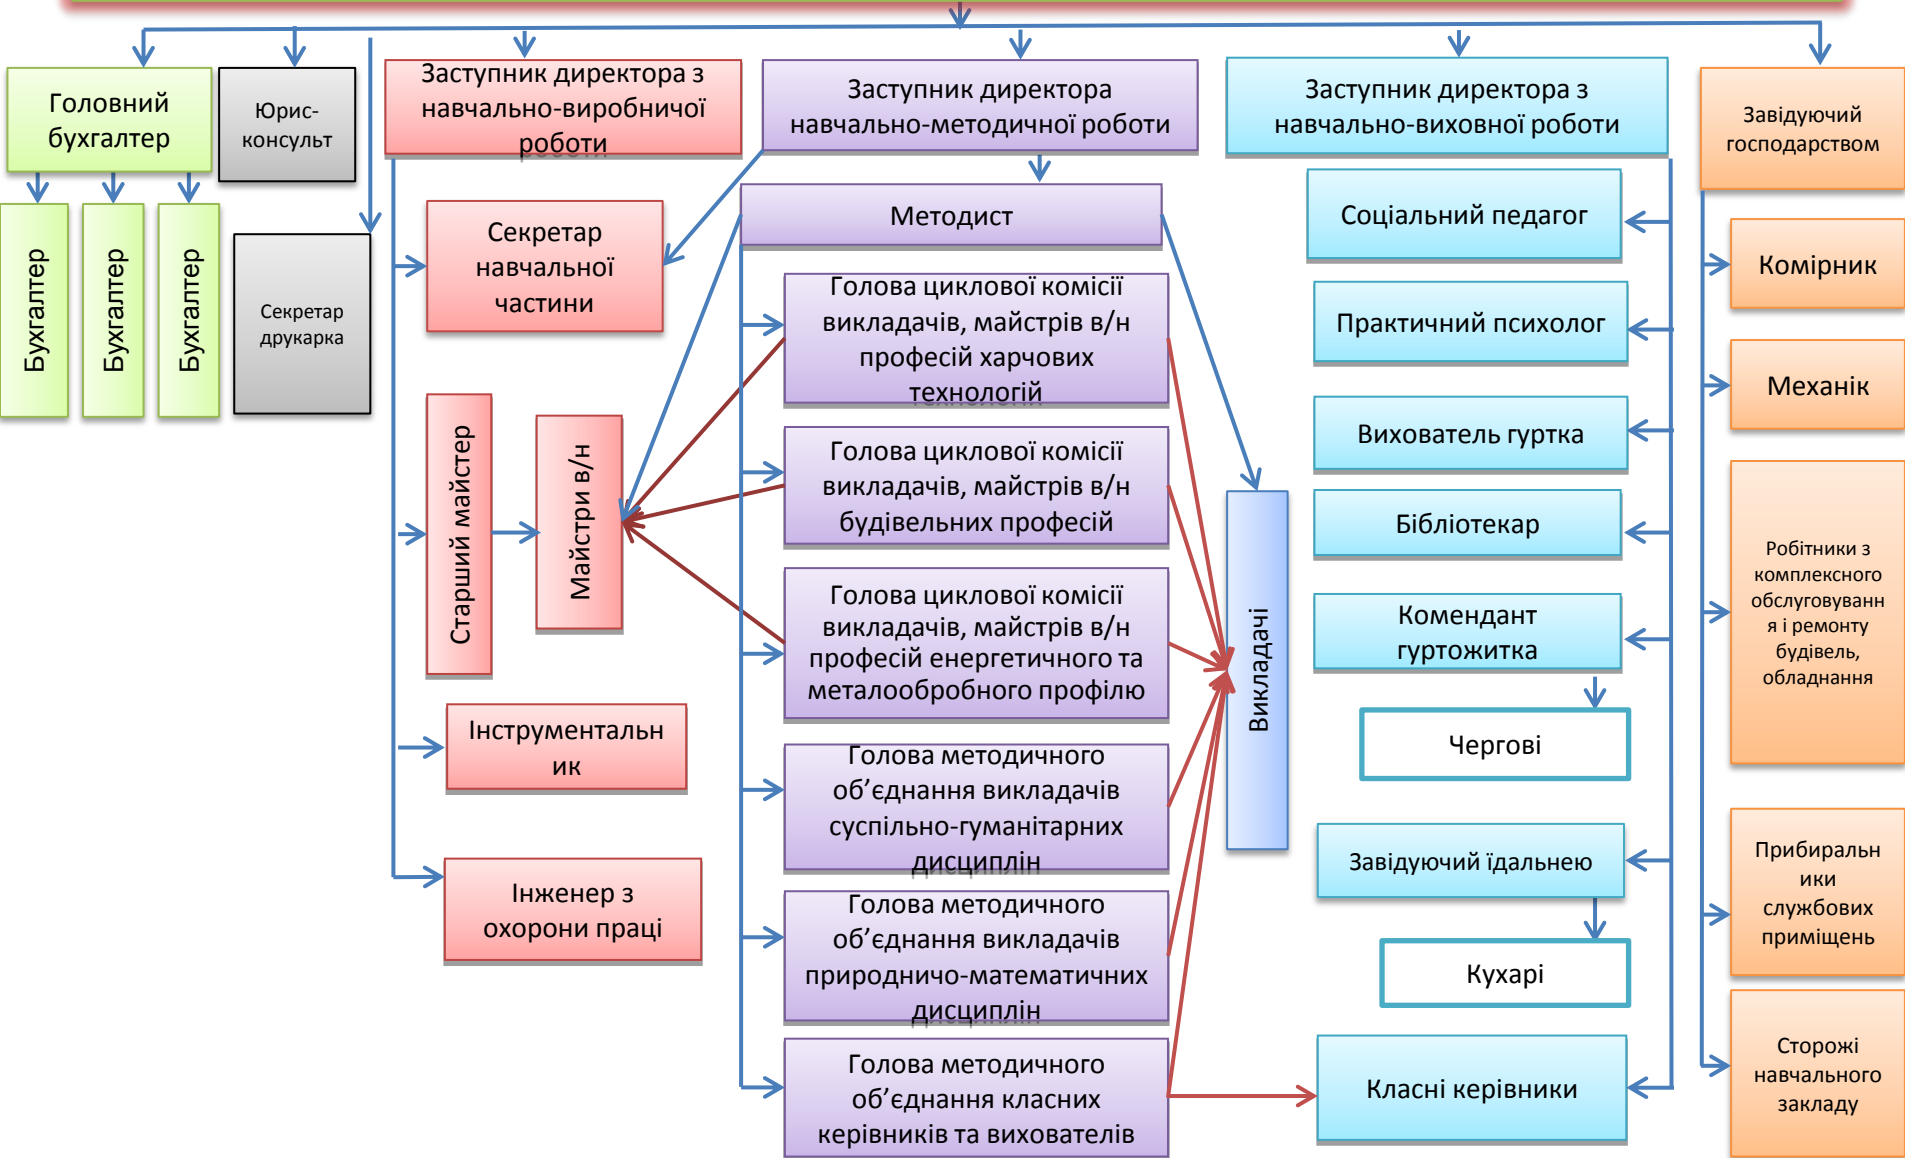 Головний
бухгалтер
Юрис-
консульт
Заступник директора з
навчально-виробничої
роботи
Заступник директора
навчально-методичної роботи
Заступник директора з
навчально-виховної роботи
Завідуючий
господарством
Бухгалтер
Бухгалтер
Бухгалтер
Секретар
друкарка
Секретар
навчальної
частини
Старший майстер
Майстри в/н
Інструментальн
ик
Інженер з
охорони праці
Методист
Голова циклової комісії
викладачів, майстрів в/н
професій харчових
технологій
Голова циклової комісії
викладачів, майстрів в/н
будівельних професій
Голова циклової комісії
викладачів, майстрів в/н
професій енергетичного та
металообробного профілю
Голова методичного
об’єднання викладачів
суспільно-гуманітарних
дисциплін
Голова методичного
об’єднання викладачів
природничо-математичних
дисциплін
Голова методичного
об’єднання класних
керівників та вихователів
Викладачі
Соціальний педагог
Практичний психолог
Вихователь гуртка
Бібліотекар
Комендант
гуртожитка
Чергові
Завідуючий їдальнею
Кухарі
Класні керівники
Комірник
Механік
Робітники з
комплексного
обслуговуванн
я і ремонту
будівель,
обладнання
Прибиральн
ики
службових
приміщень
Сторожі
навчального
закладу